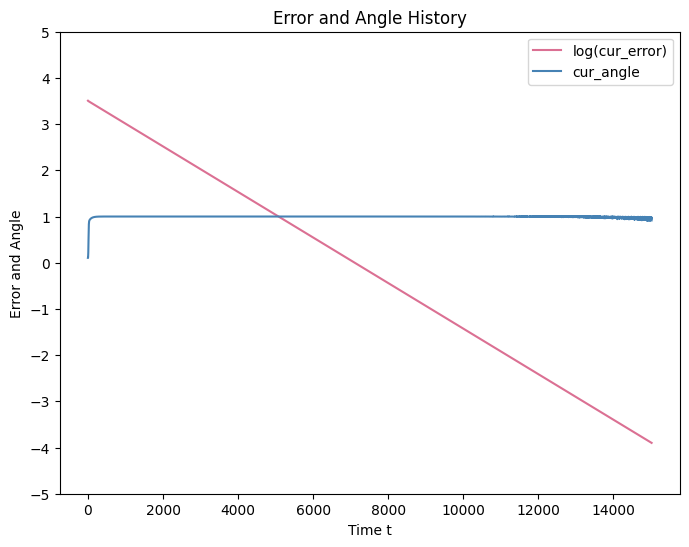 Error and Angle History
log(cur_error)
cur_angle
Error and Angle
5
4
3
2
1
0
−1
−2
−3
−4
−5
0 2000 4000 6000 8000 10000 12000 14000
Time t